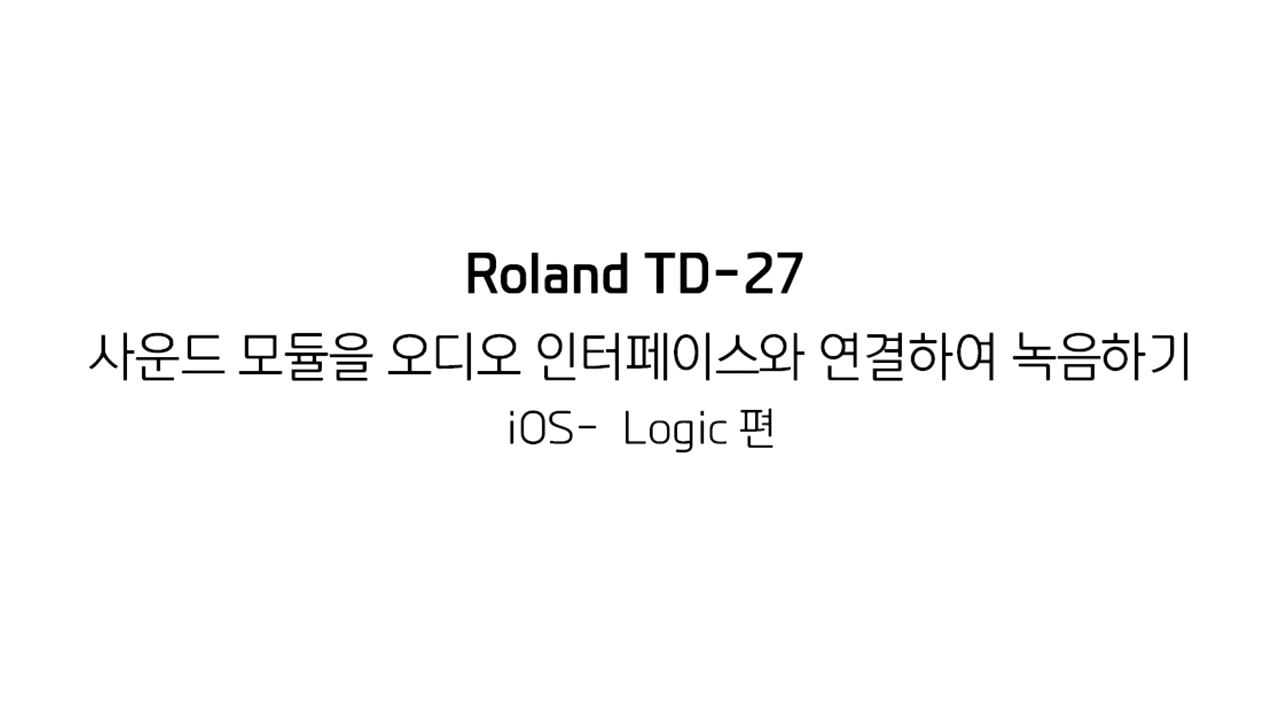 Roland TD-27
사운드 모듈을 오디오 인터페이스와 연결하여 녹음하기
iOS- Logic 편